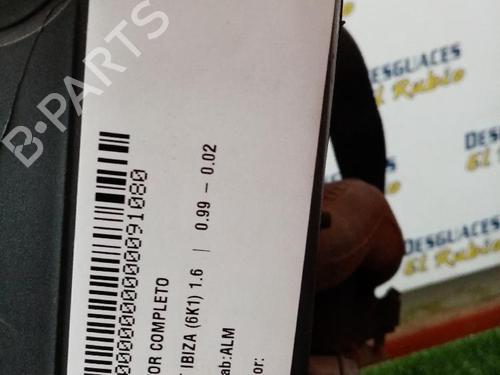 B-PARTS
0000000000091080
OR COMPLETO
IBIZA (6K1) 1.6 | 0.99 - 0.02
ab:ALM
or:
DESGUACES
El Rubio
DESGUACES
El Rubio
DESGUACES
El Rubio